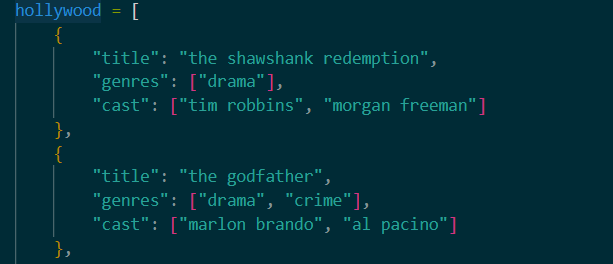 hollywood = [
    {
        "title": "the shawshank redemption",
        "genres": ["drama"],
        "cast": ["tim robbins", "morgan freeman"]
    },
    {
        "title": "the godfather",
        "genres": ["drama", "crime"],
        "cast": ["marlon brando", "al pacino"]
    },